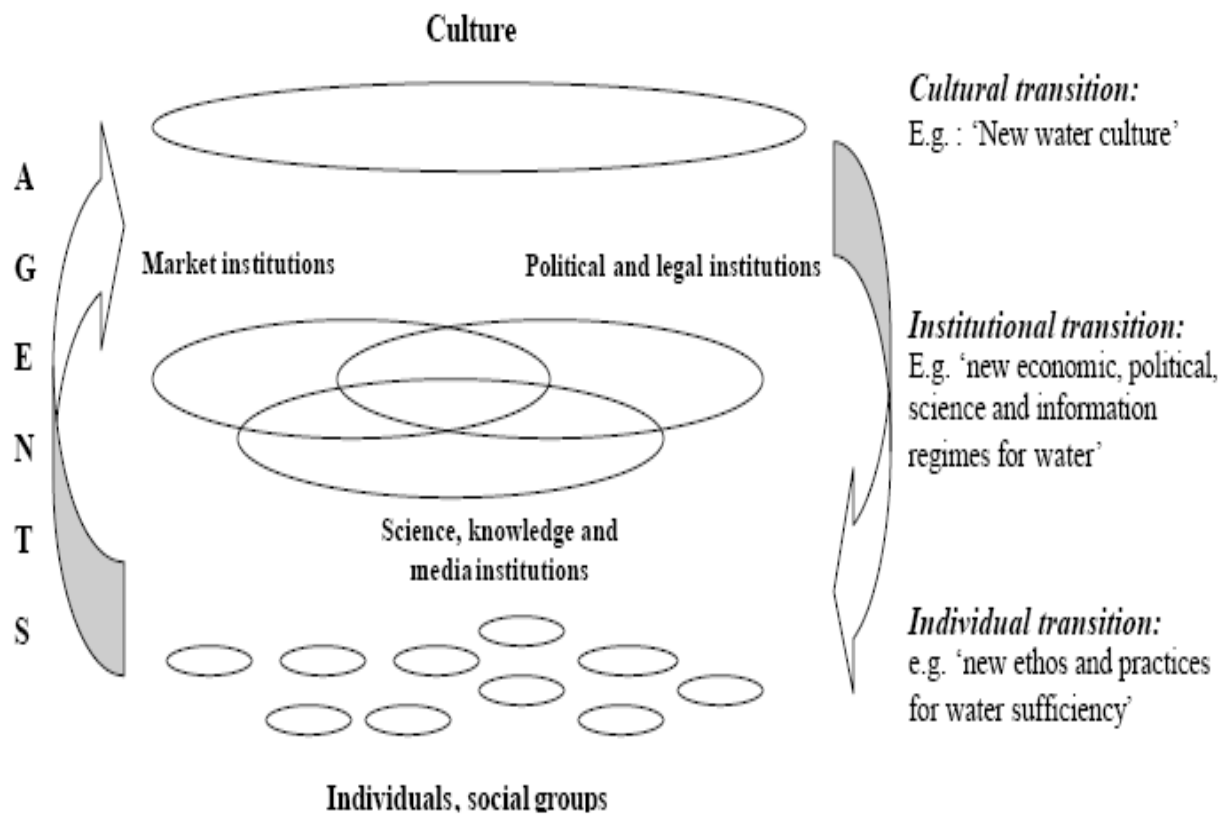 Culture
Cultural transition:
E.g. : ‘New water culture’
A
G
E
N
T
S
Market institutions
Political and legal institutions
Institutional transition:
E.g. ‘new economic, political,
science and information
regimes for water’
Science, knowledge and
media institutions
Individual transition:
e.g. ‘new ethos and practices
for water sufficiency’
Individuals, social groups